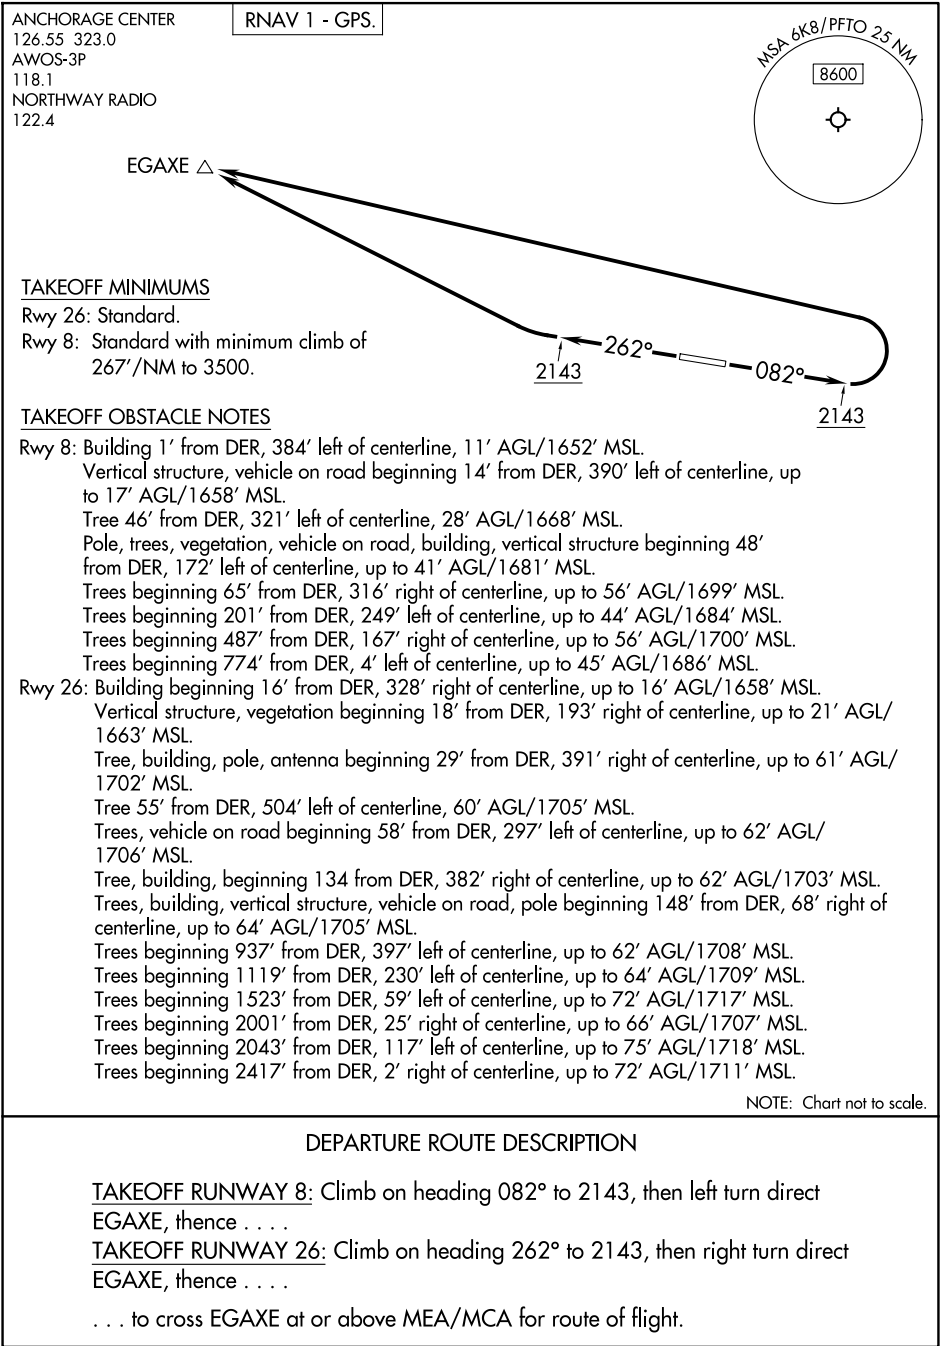 ANCHORAGE CENTER
126.55 323.0
AWOS-3P
118.1
NORTHWAY RADIO
122.4
RNAV 1 - GPS.
MSA 6K8/PFTO 25 NM
8600
EGAXE
TAKEOFF MINIMUMS
Rwy 26: Standard.
Rwy 8: Standard with minimum climb of
267'/NM to 3500.
262°
082°
2143
2143
TAKEOFF OBSTACLE NOTES
Rwy 8: Building 1' from DER, 384' left of centerline, 11' AGL/1652' MSL.
Vertical structure, vehicle on road beginning 14' from DER, 390' left of centerline, up
to 17' AGL/1658' MSL.
Tree 46' from DER, 321' left of centerline, 28' AGL/1668' MSL.
Pole, trees, vegetation, vehicle on road, building, vertical structure beginning 48'
from DER, 172' left of centerline, up to 41' AGL/1681' MSL.
Trees beginning 65' from DER, 316' right of centerline, up to 56' AGL/1699' MSL.
Trees beginning 201' from DER, 249' left of centerline, up to 44' AGL/1684' MSL.
Trees beginning 487' from DER, 167' right of centerline, up to 56' AGL/1700' MSL.
Trees beginning 774' from DER, 4' left of centerline, up to 45' AGL/1686' MSL.
Rwy 26: Building beginning 16' from DER, 328' right of centerline, up to 16' AGL/1658' MSL.
Vertical structure, vegetation beginning 18' from DER, 193' right of centerline, up to 21' AGL/
1663' MSL.
Tree, building, pole, antenna beginning 29' from DER, 391' right of centerline, up to 61' AGL/
1702' MSL.
Tree 55' from DER, 504' left of centerline, 60' AGL/1705' MSL.
Trees, vehicle on road beginning 58' from DER, 297' left of centerline, up to 62' AGL/
1706' MSL.
Tree, building, beginning 134 from DER, 382' right of centerline, up to 62' AGL/1703' MSL.
Trees, building, vertical structure, vehicle on road, pole beginning 148' from DER, 68' right of
centerline, up to 64' AGL/1705' MSL.
Trees beginning 937' from DER, 397' left of centerline, up to 62' AGL/1708' MSL.
Trees beginning 1119' from DER, 230' left of centerline, up to 64' AGL/1709' MSL.
Trees beginning 1523' from DER, 59' left of centerline, up to 72' AGL/1717' MSL.
Trees beginning 2001' from DER, 25' right of centerline, up to 66' AGL/1707' MSL.
Trees beginning 2043' from DER, 117' left of centerline, up to 75' AGL/1718' MSL.
Trees beginning 2417' from DER, 2' right of centerline, up to 72' AGL/1711' MSL.
NOTE: Chart not to scale.
DEPARTURE ROUTE DESCRIPTION
TAKEOFF RUNWAY 8: Climb on heading 082° to 2143, then left turn direct
EGAXE, thence . . . .
TAKEOFF RUNWAY 26: Climb on heading 262° to 2143, then right turn direct
EGAXE, thence . . . .
. . . to cross EGAXE at or above MEA/MCA for route of flight.